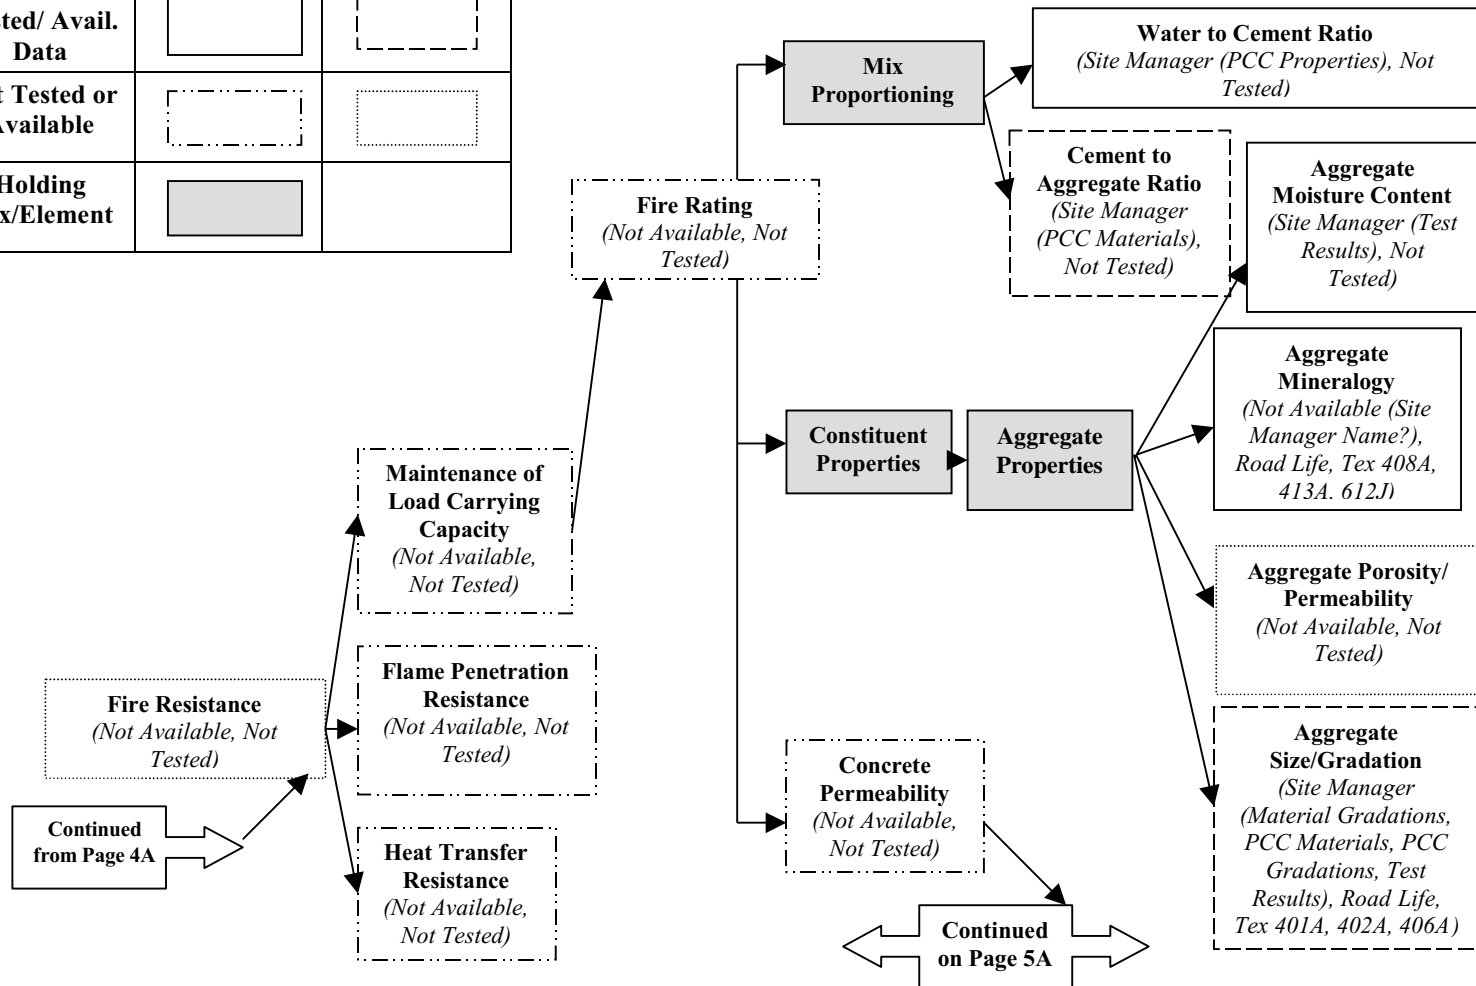 Avail.
Data
Tested or
Holding
Water to Cement Ratio
(Site Manager (PCC Properties), Not
Tested)
Mix
Proportioning
Cement to
Aggregate Ratio
(Site Manager
(PCC Materials),
Not Tested)
Aggregate
Moisture Content
(Site Manager (Test
Results), Not
Tested)
Fire Rating
(Not Available, Not
Tested)
Aggregate
Mineralogy
(Not Available (Site
Manager Name?),
Road Life, Tex 408A,
413A, 612J)
Constituent
Properties
Aggregate
Properties
Maintenance of
Load Carrying
Capacity
(Not Available,
Not Tested)
Aggregate Porosity/
Permeability
(Not Available, Not
Tested)
Flame Penetration
Resistance
(Not Available, Not
Tested)
Fire Resistance
(Not Available, Not
Tested)
Aggregate
Size/Gradation
(Site Manager
(Material Gradations,
PCC Materials, PCC
Gradations, Test
Results), Road Life,
Tex 401A, 402A, 406A)
Concrete
Permeability
(Not Available,
Not Tested)
Continued
from Page 4A
Heat Transfer
Resistance
(Not Available,
Not Tested)
Continued
on Page 5A